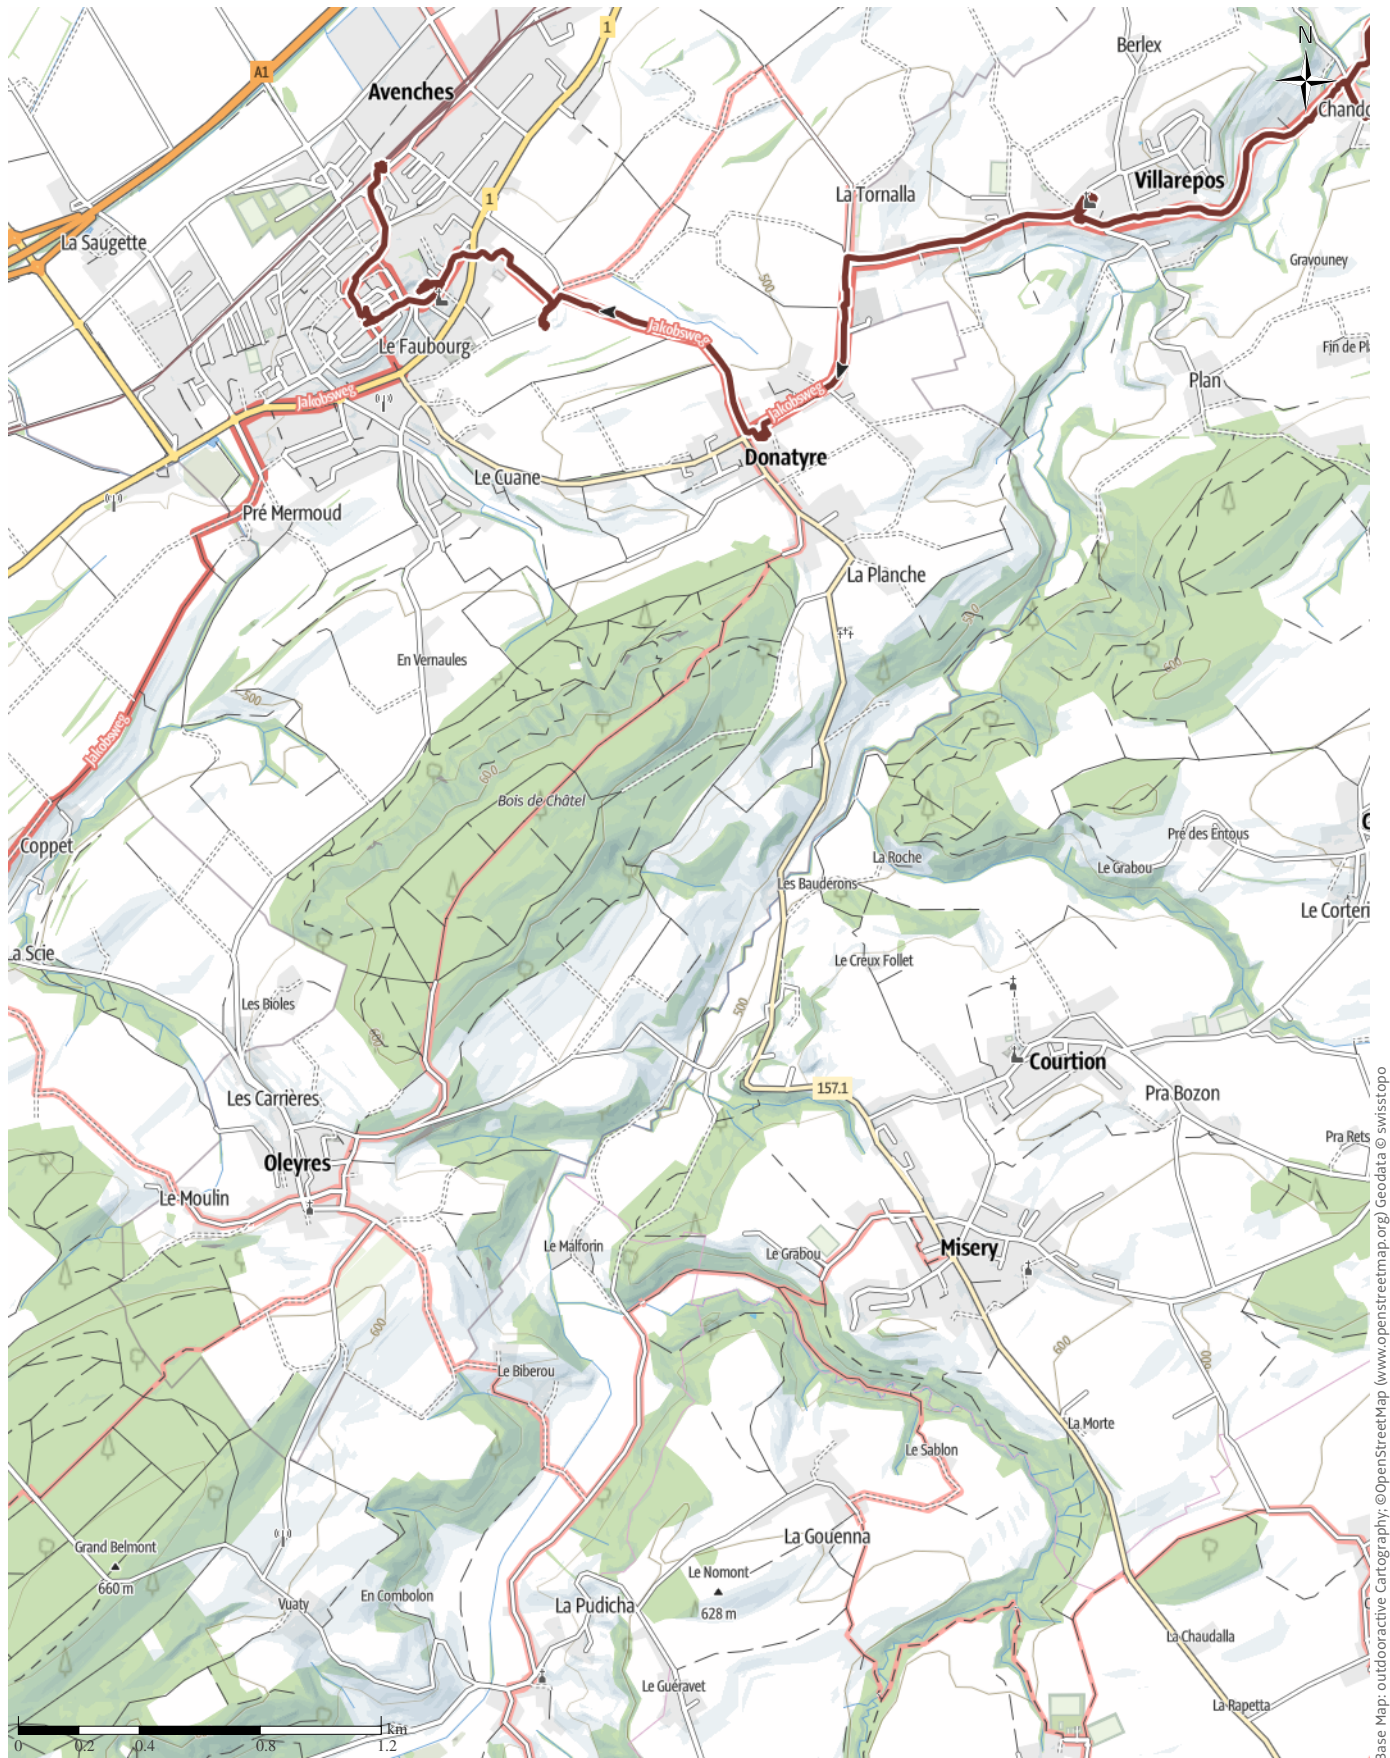 1
Berlex
N
A1
Avenches
Chando
Villarepos
1
La Tornalla
La Saugette
Gravouney
500
Jakobsweg
Le Faubourg
Fin de Pl
Plan
Jakobsweg
Jakobsweg
Donatyre
Le Cuane
Pré Mermoud
La Planche
500
En Vernaules
600
500
Jakobsweg
600
Bois de Châtel
Pré des Entous
Coppet
La Roche
Le Grabou
Les Bauderons
Le Corten
La Scie
Le Creux Follet
Les Bioles
500
600
Courtion
157.1
Les Carrières
Pra Bozon
Pra Rets
Oleyres
Le Moulin
Le Malforin
Le Grabou
Misery
600
600
600
Le Biberou
La Morte
Le Sablon
La Gouenna
Grand Belmont
660 m
Le Nomont
628 m
En Combolon
Vuaty
La Pudicha
La Chaudalla
Le Guéravet
La Rapetta
km
0 0.2 0.4 0.8 1.2
Base Map: outdooractive Cartography; ©OpenStreetMap (www.openstreetmap.org) Geodata © swisstopo